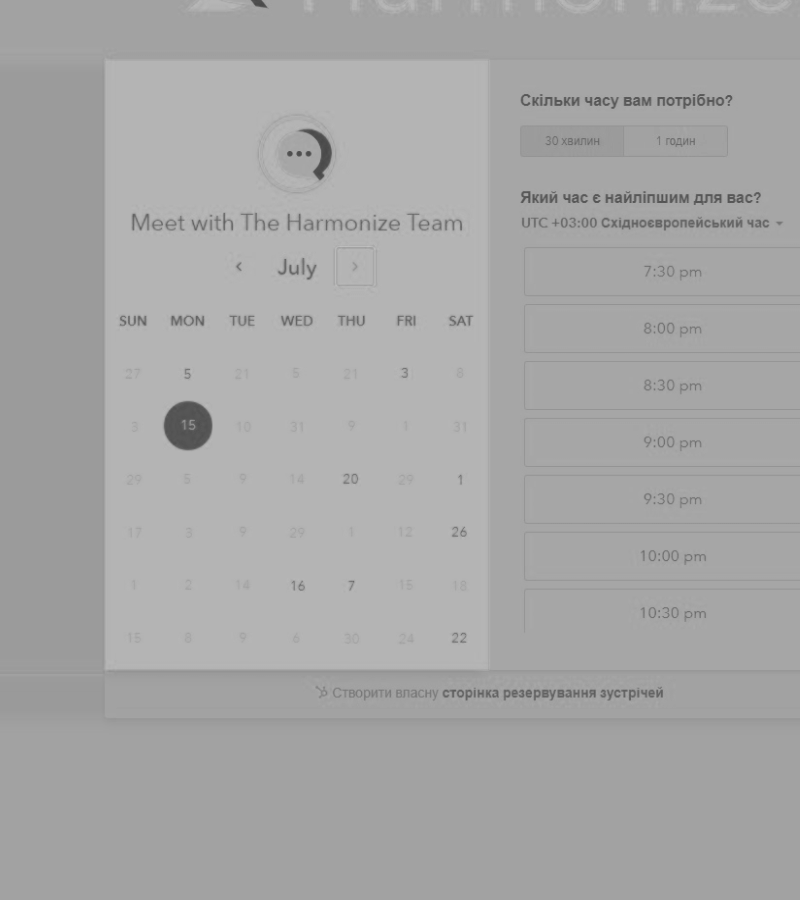 Harmonize
Meet with The Harmonize Team
July
SUN MON TUE WED THU FRI SAT
27 5 21 5 21 3 8
3 15 10 31 9 1 31
29 5 9 14 20 29 1
17 3 9 29 1 12 26
1 2 14 16 7 15 18
15 8 9 6 30 24 22
Скільки часу вам потрібно?
30 хвилин 1 годин
Який час є найліпшим для вас?
UTC +03:00 Східноєвропейський час
7:30 pm
8:00 pm
8:30 pm
9:00 pm
9:30 pm
10:00 pm
10:30 pm
Створити власну сторінка резервування зустрічей